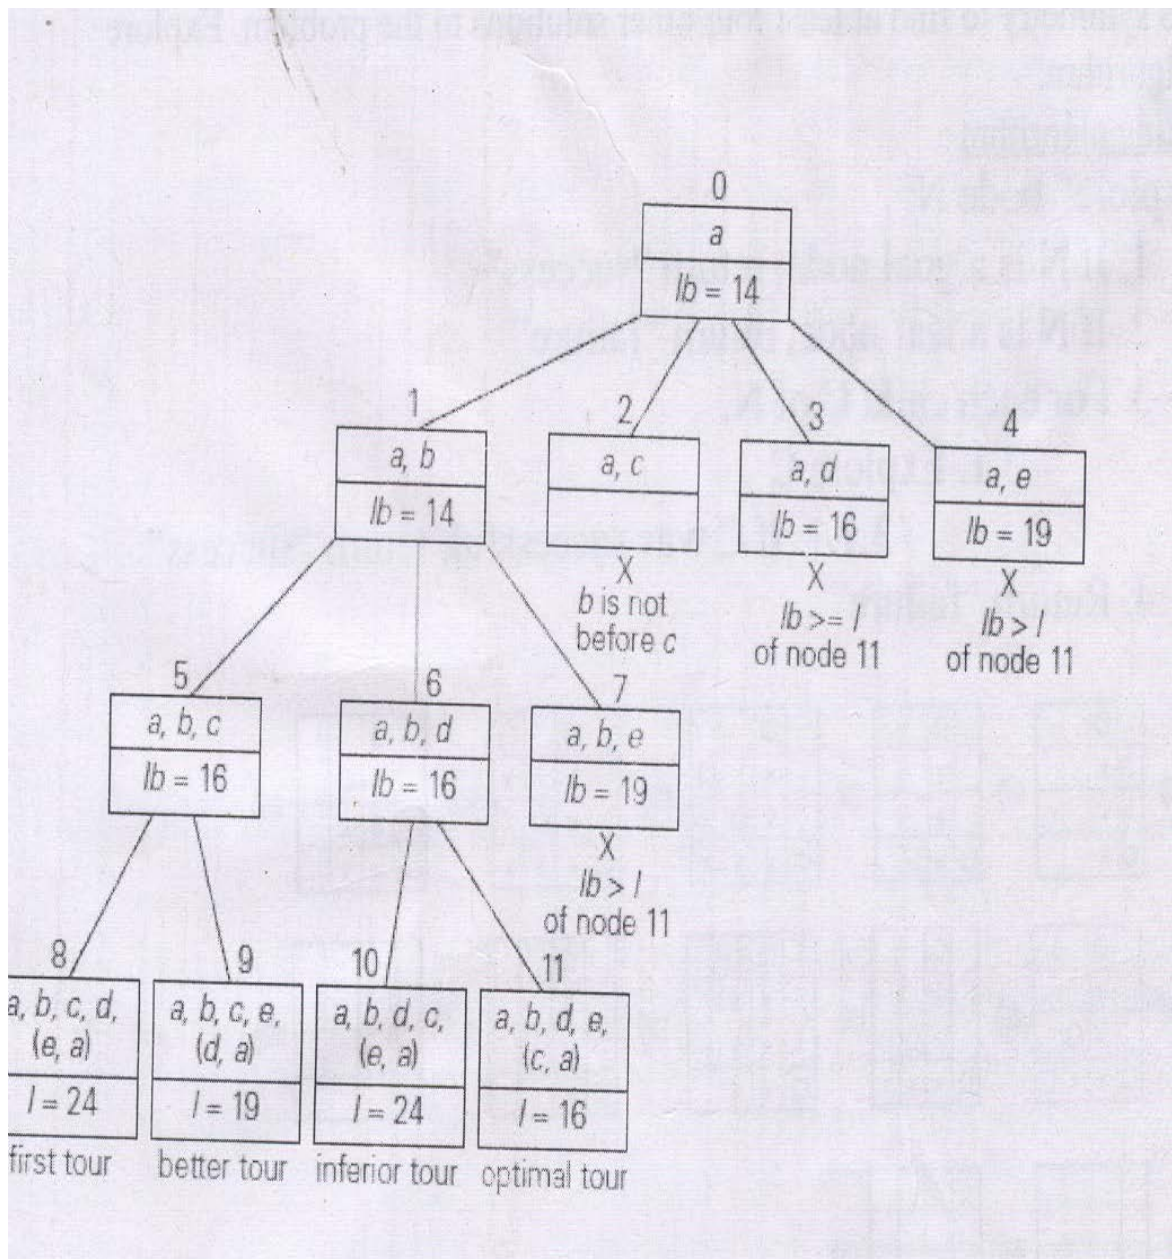 0
a
lb = 14
1
a, b
lb = 14
2
a, c
X
b is not
before c
3
a, d
lb = 16
X
lb >= l
of node 11
4
a, e
lb = 19
X
lb > l
of node 11
5
a, b, c
lb = 16
6
a, b, d
lb = 16
7
a, b, e
lb = 19
X
lb > l
of node 11
8
a, b, c, d,
(e, a)
l = 24
first tour
9
a, b, c, e,
(d, a)
l = 19
better tour
10
a, b, d, c,
(e, a)
l = 24
inferior tour
11
a, b, d, e,
(c, a)
l = 16
optimal tour